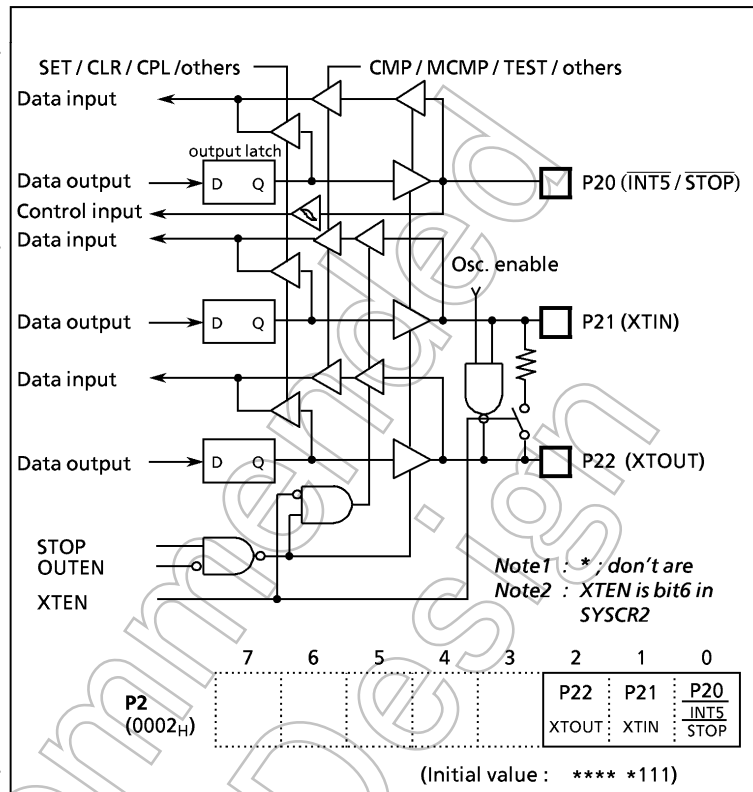 SET / CLR / CPL /others CMP / MCMP / TEST / others
Data input
output latch
Data output D Q P20 (INT5 / STOP)
Control input
Data input
Osc. enable
Data output D Q P21 (XTIN)
Data input
Data output D Q P22 (XTOUT)
STOP
OUTEN
XTEN
Note1 : * ; don't are
Note2 : XTEN is bit6 in
SYSCR2
7 6 5 4 3 2 1 0
P2
(0002H)
P22 P21 P20
XTOUT XTIN INT5
STOP
(Initial value : **** *111)
ommended
Design